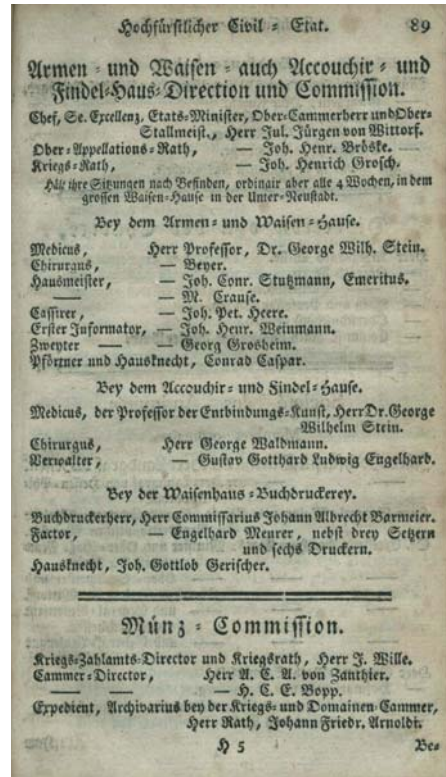 Hochfürstlicher Civil = Etat. 89
Armen = und Waisen = auch Accouchir = und
Findel=Haus=Direction und Commission.
Chef, Se. Excellenz, Etats=Minister, Ober=Cammerherr und Ober=
Stallmeist., Herr Jul. Jürgen von Wittorf.
Ober=Appellations=Rath, — Joh. Henr. Bröske.
Kriegs=Rath, — Joh. Henrich Grosch.
Hält ihre Sitzungen nach Befinden, ordinair aber alle 4 Wochen, in dem
grossen Waisen=Hause in der Unter=Neustadt.
Bey dem Armen= und Waisen=Hause.
Medicus, Herr Professor, Dr. George Wilh. Stein.
Chirurgus, — Beyer.
Hausmeister, — Joh. Conr. Stutzmann, Emeritus.
— — M. Crause.
Cassirer, — Joh. Pet. Heere.
Erster Informator, — Joh. Henr. Weinmann.
Zweyter — — Georg Grosheim.
Pförtner und Hausknecht, Conrad Caspar.
Bey dem Accouchir= und Findel=Hause.
Medicus, der Professor der Entbindungs=Kunst, Herr Dr. George
Wilhelm Stein.
Chirurgus, Herr George Waldmann.
Verwalter, — Gustav Gotthard Ludwig Engelhard.
Bey der Waisenhaus=Buchdruckerey.
Buchdruckerherr, Herr Commissarius Johann Albrecht Barmeier.
Factor, — Engelhard Meurer, nebst drey Setzern
und sechs Druckern.
Hausknecht, Joh. Gottlob Gerischer.
Münz = Commission.
Kriegs=Zahlamts=Director und Kriegsrath, Herr J. Wille.
Cammer=Director, Herr A. E. A. von Zanthier.
— — — H. C. E. Bopp.
Expedient, Archivarius bey der Kriegs= und Domainen=Cammer,
Herr Rath, Johann Friedr. Arnoldi.
H 5 Be=